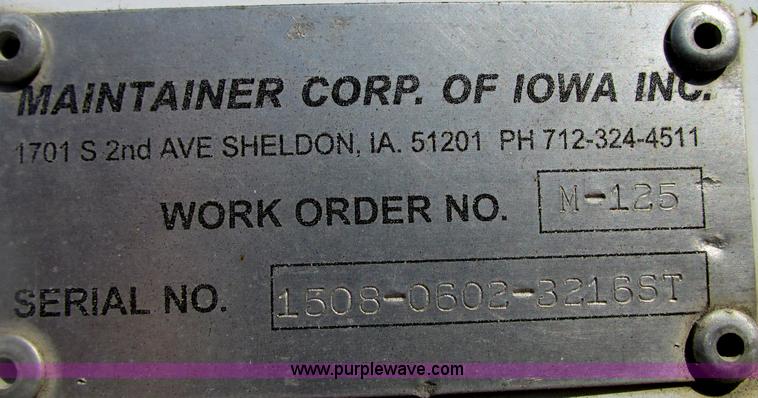 MAINTAINER CORP. OF IOWA INC.
1701 S 2nd AVE SHELDON, IA. 51201 PH 712-324-4511
WORK ORDER NO. M-125
SERIAL NO. 1508-0602-3216ST
www.purplewave.com